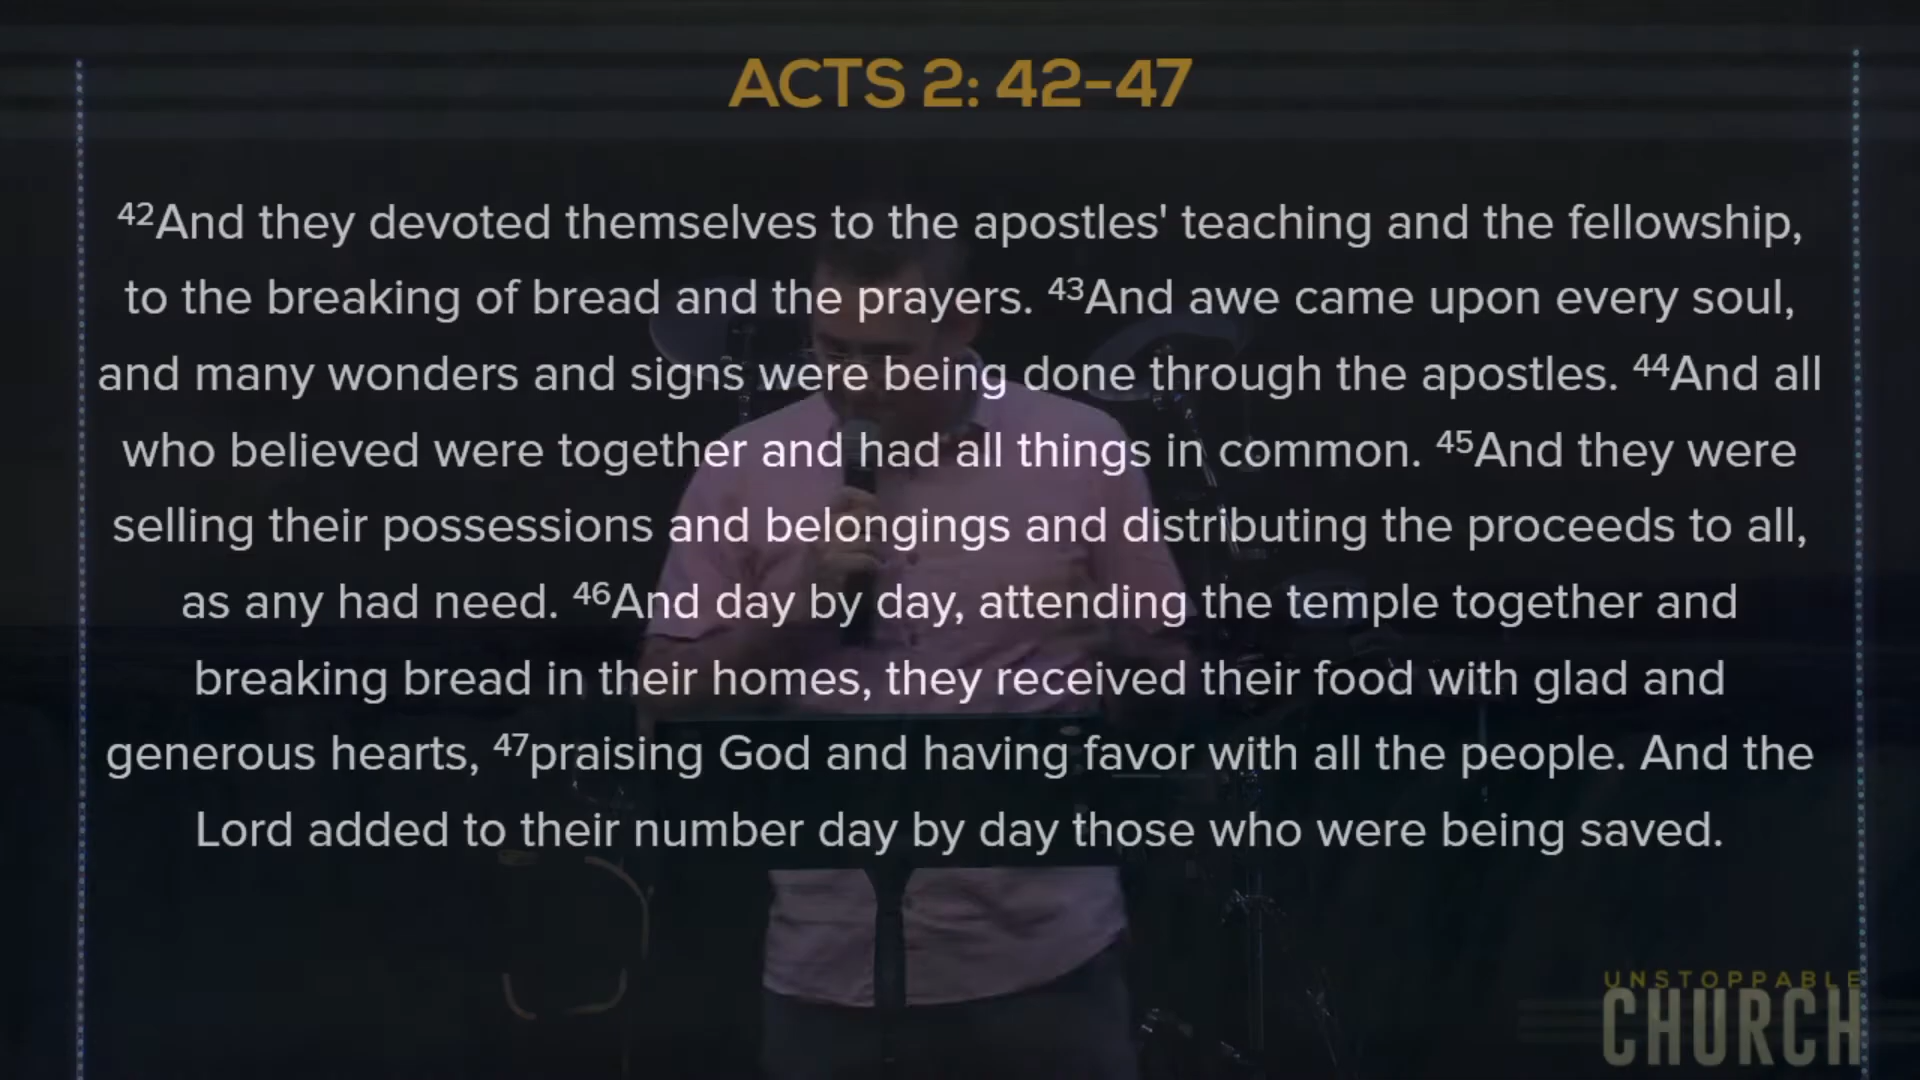 ACTS 2: 42-47
⁴²And they devoted themselves to the apostles' teaching and the fellowship,
to the breaking of bread and the prayers. ⁴³And awe came upon every soul,
and many wonders and signs were being done through the apostles. ⁴⁴And all
who believed were together and had all things in common. ⁴⁵And they were
selling their possessions and belongings and distributing the proceeds to all,
as any had need. ⁴⁶And day by day, attending the temple together and
breaking bread in their homes, they received their food with glad and
generous hearts, ⁴⁷praising God and having favor with all the people. And the
Lord added to their number day by day those who were being saved.
UNSTOPPABLE
CHURCH